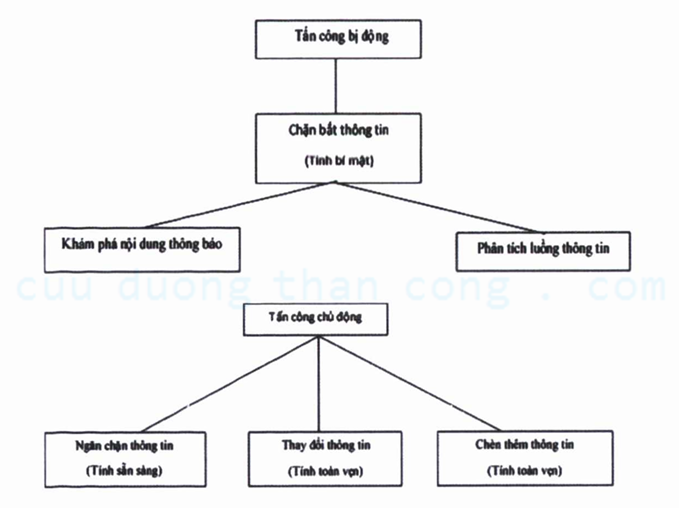 Tấn công bị động
Chặn bắt thông tin
(Tính bí mật)
Khám phá nội dung thông báo
Phân tích luồng thông tin
cuu duong than cong . com
Tấn công chủ động
Ngăn chặn thông tin
(Tính sẵn sàng)
Thay đổi thông tin
(Tính toàn vẹn)
Chèn thêm thông tin
(Tính toàn vẹn)